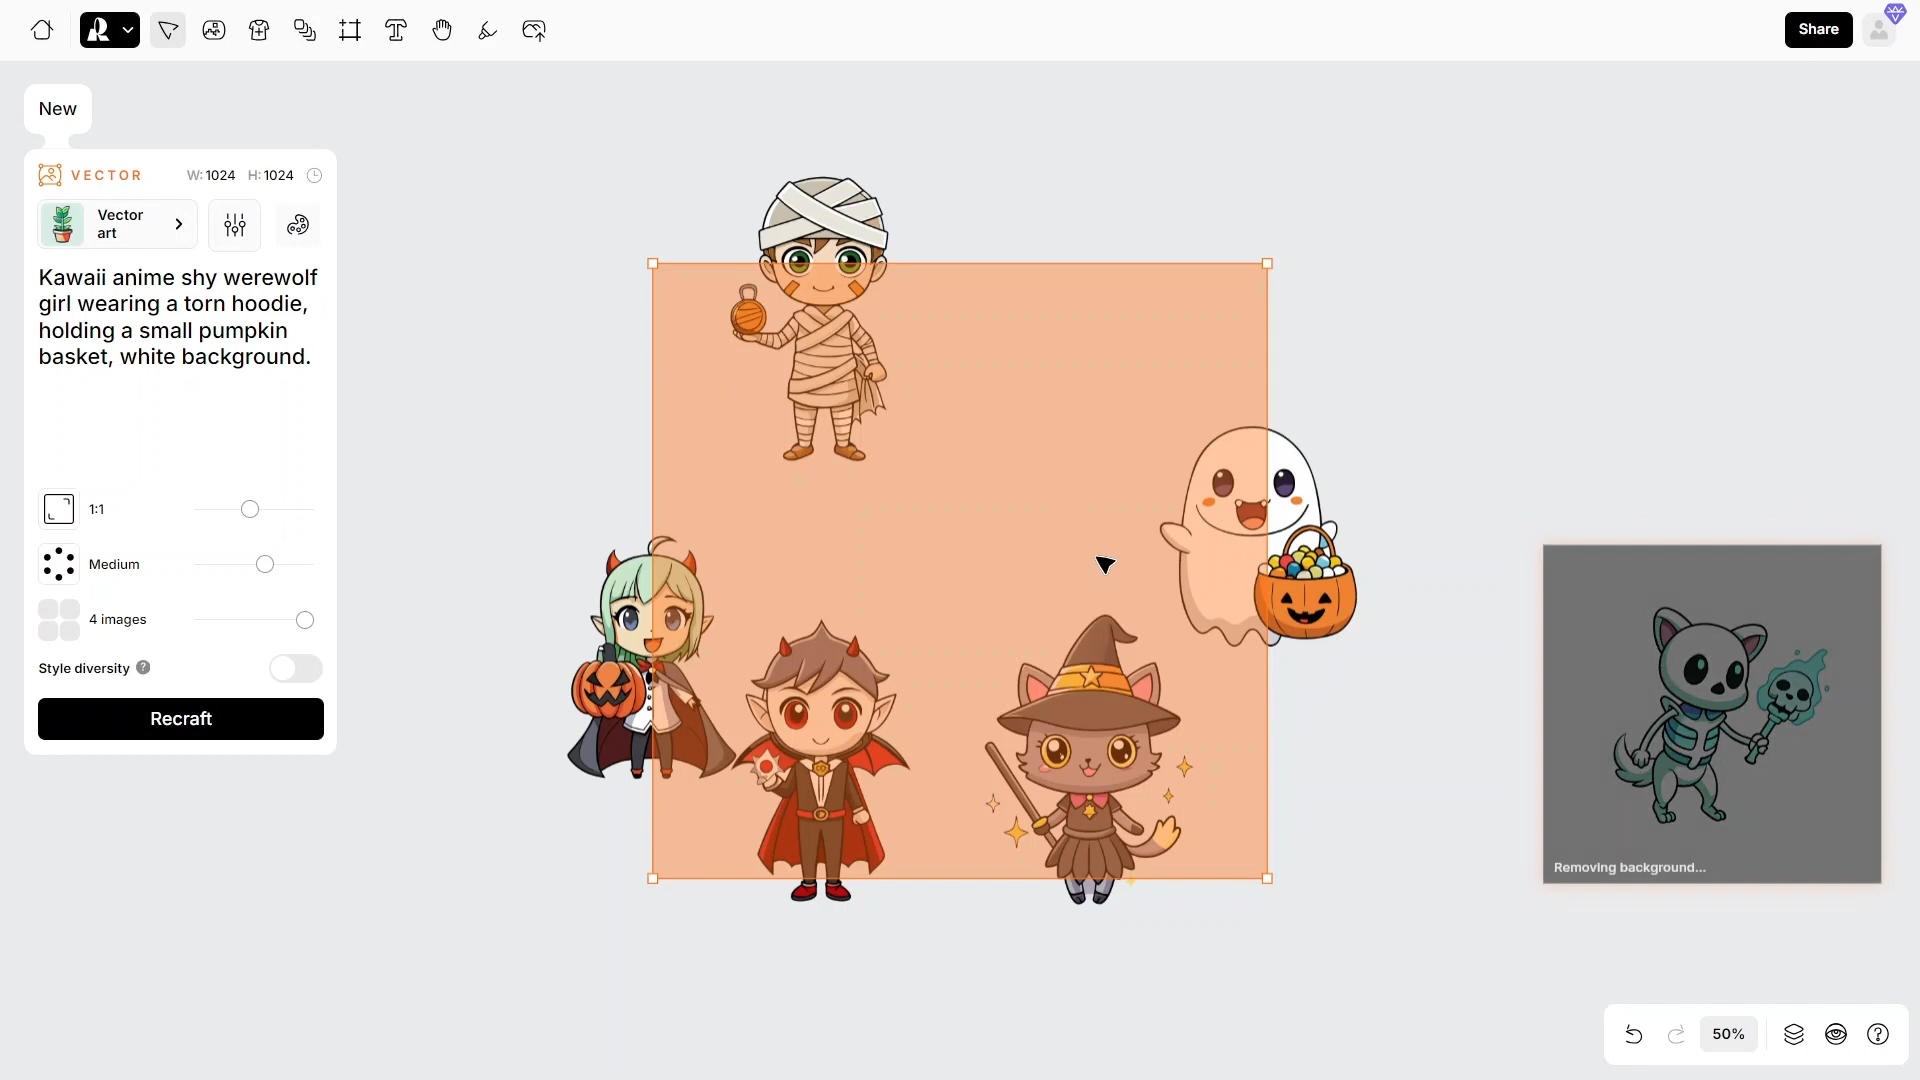 Share
New
VECTOR W: 1024 H: 1024
Vector
art
Kawaii anime shy werewolf
girl wearing a torn hoodie,
holding a small pumpkin
basket, white background.
1:1
Medium
4 images
Style diversity ?
Recraft
Removing background...
50%